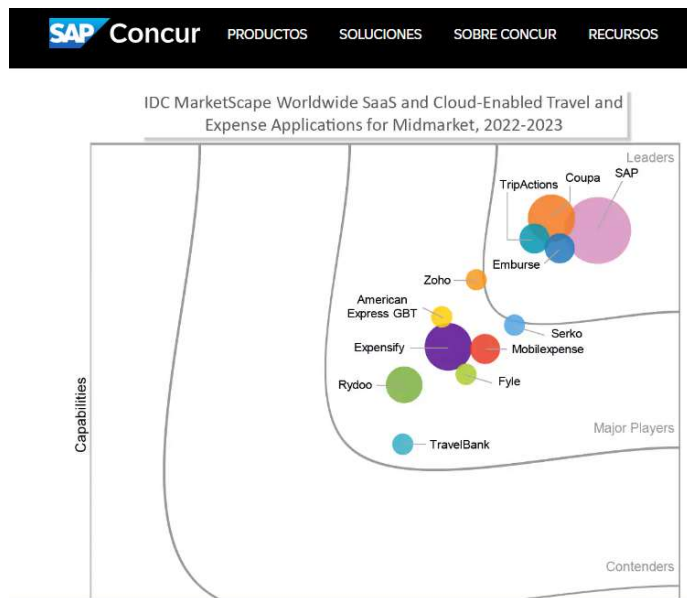 SAP Concur PRODUCTOS SOLUCIONES SOBRE CONCUR RECURSOS
IDC MarketScape Worldwide SaaS and Cloud-Enabled Travel and
Expense Applications for Midmarket, 2022-2023
Leaders
Coupa
SAP
TripActions
Emburse
Zoho
American
Express GBT
Serko
Expensify
Mobilexpense
Rydoo
Fyle
Capabilities
Major Players
TravelBank
Contenders